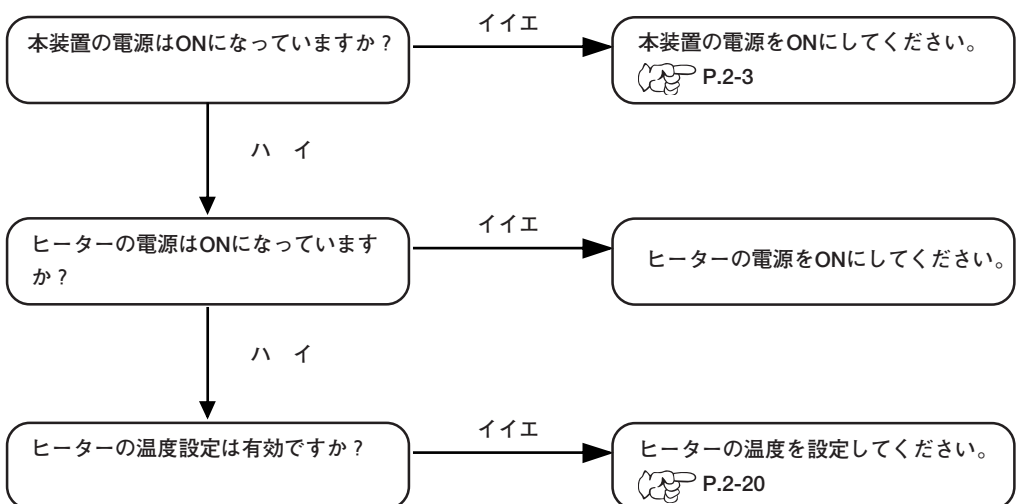 本装置の電源はONになっていますか？
イイエ
本装置の電源をONにしてください。
P.2-3
ハ イ
ヒーターの電源はONになっています
か？
イイエ
ヒーターの電源をONにしてください。
ハ イ
ヒーターの温度設定は有効ですか？
イイエ
ヒーターの温度を設定してください。
P.2-20